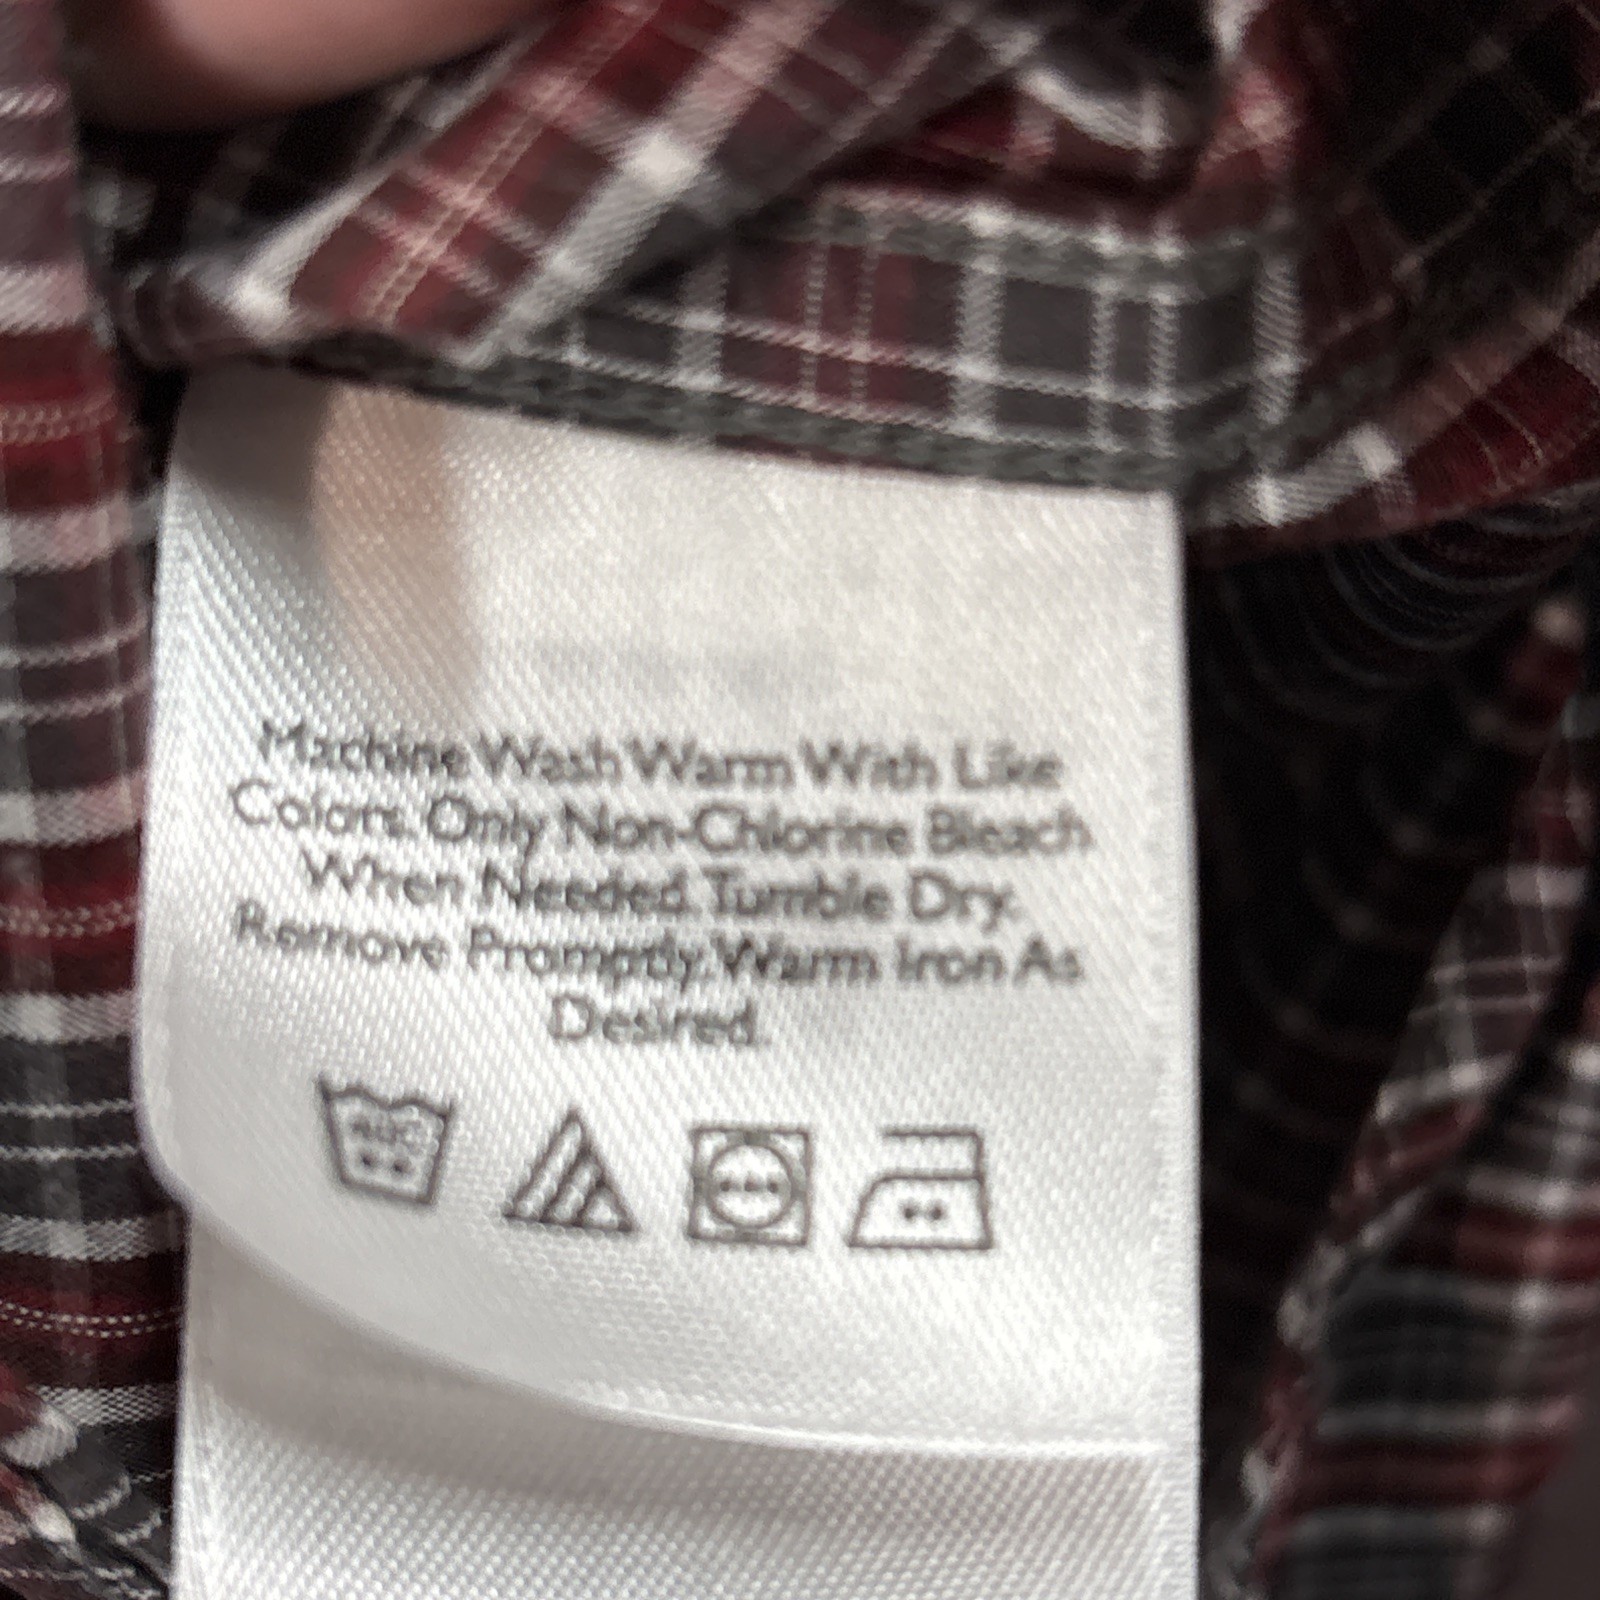 Machine Wash Warm With Like
Colors. Only Non-Chlorine Bleach
When Needed. Tumble Dry.
Remove Promptly. Warm Iron As
Desired.